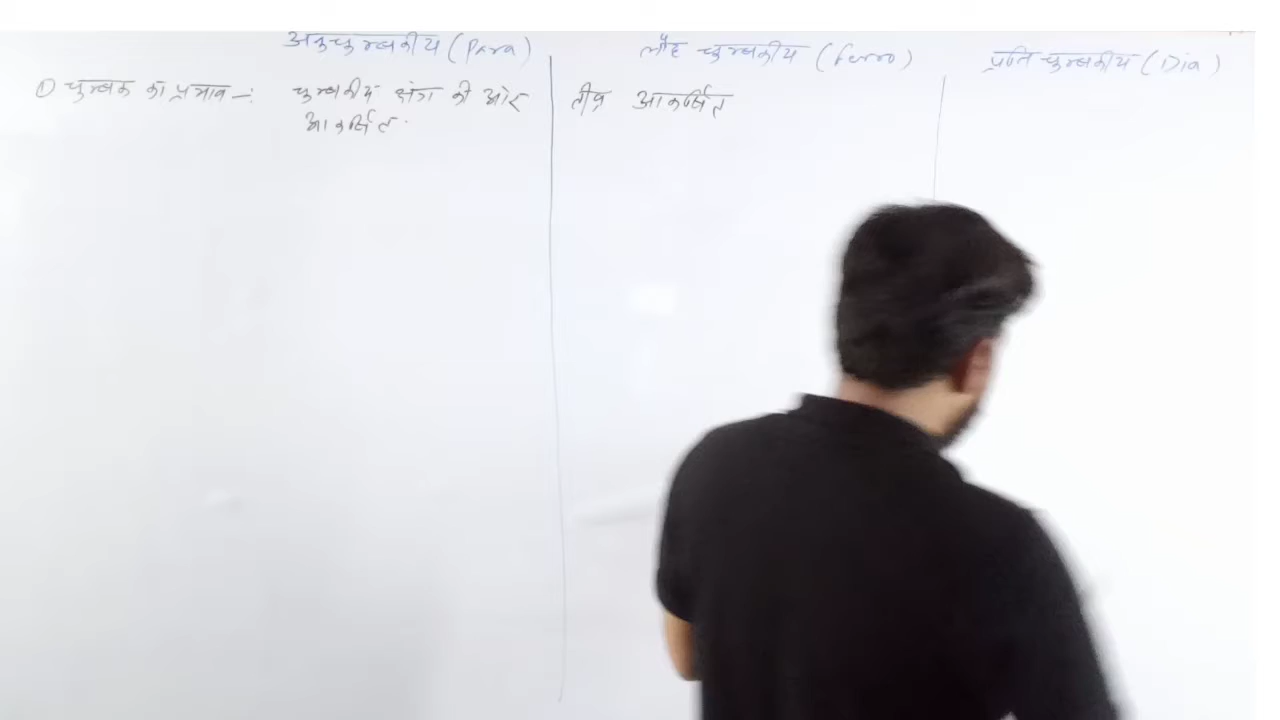 अनुचुम्बकीय (Para)
लौह चुम्बकीय (ferro)
प्रति चुम्बकीय (Dia)
① चुम्बक का प्रभाव -: चुम्बकीय क्षेत्र की ओर
आकर्षित.
तीव्र आकर्षित